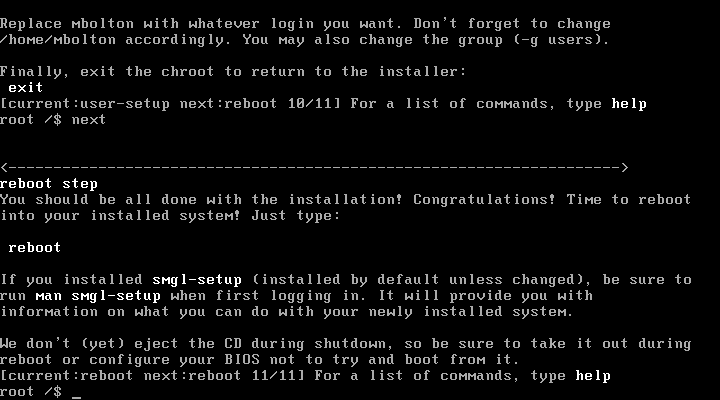 Replace mbolton with whatever login you want. Don't forget to change
/home/mbolton accordingly. You may also change the group (-g users).
Finally, exit the chroot to return to the installer:
exit
[current:user-setup next:reboot 10/11] For a list of commands, type help
root /$ next
<---------------------------------------------------------------------------->
reboot step
You should be all done with the installation! Congratulations! Time to reboot
into your installed system! Just type:
reboot
If you installed smgl-setup (installed by default unless changed), be sure to
run man smgl-setup when first logging in. It will provide you with
information on what you can do with your newly installed system.
We don't (yet) eject the CD during shutdown, so be sure to take it out during
reboot or configure your BIOS not to try and boot from it.
[current:reboot next:reboot 11/11] For a list of commands, type help
root /$ _